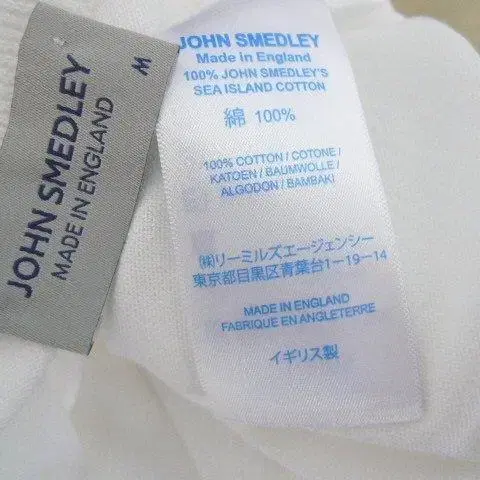 JOHN SMEDLEY
MADE IN ENGLAND
M
JOHN SMEDLEY
Made in England
100% JOHN SMEDLEY'S
SEA ISLAND COTTON
綿 100%
100% COTTON / COTONE /
KATOEN / BAUMWOLLE /
ALGODON / BAMBAKI
㈱リーミルズエージェンシー
東京都目黒区青葉台1-19-14
MADE IN ENGLAND
FABRIQUE EN ANGLETERRE
イギリス製